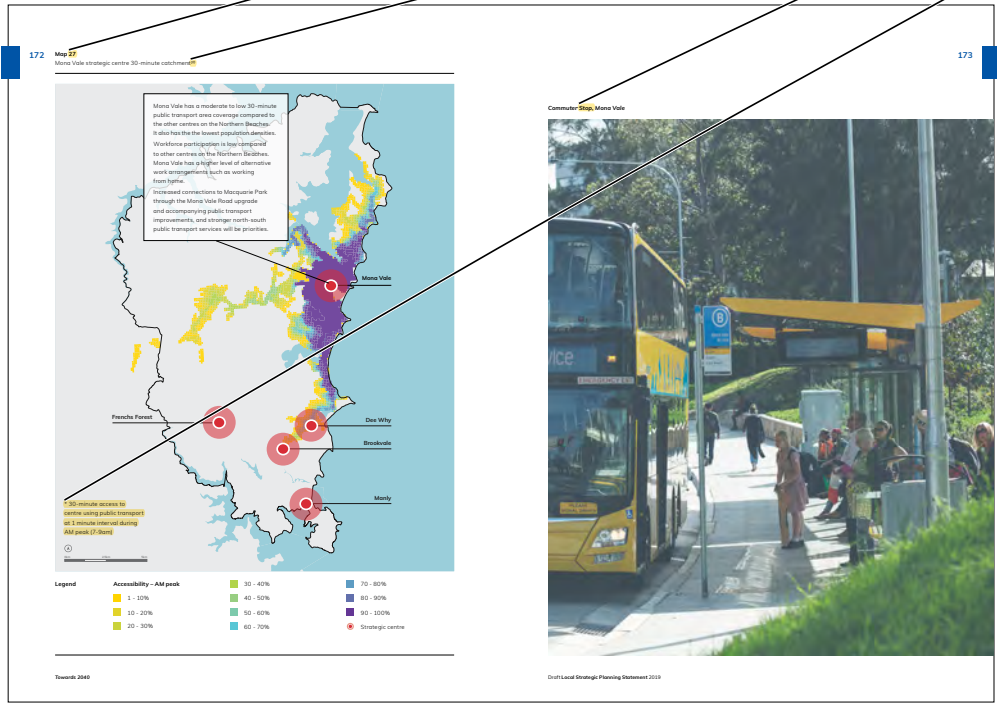 172
Map 27
Mona Vale strategic centre 30-minute catchment
Mona Vale has a moderate to low 30-minute
public transport area coverage compared to
the other centres on the Northern Beaches.
It also has the the lowest population densities.
Workforce participation is low compared
to other centres on the Northern Beaches.
Mona Vale has a higher level of alternative
work arrangements such as working
from home.
Increased connections to Macquarie Park
through the Mona Vale Road upgrade
and accompanying public transport
improvements, and stronger north-south
public transport services will be priorities.
Mona Vale
Frenchs Forest
Dee Why
Brookvale
Manly
* 30-minute access to
centre using public transport
at 1 minute interval during
AM peak (7-9am)
Legend
Accessibility – AM peak
1 - 10%
10 - 20%
20 - 30%
30 - 40%
40 - 50%
50 - 60%
60 - 70%
70 - 80%
80 - 90%
90 - 100%
Strategic centre
Towards 2040
173
Commuter Stop, Mona Vale
B
vice
Draft Local Strategic Planning Statement 2019